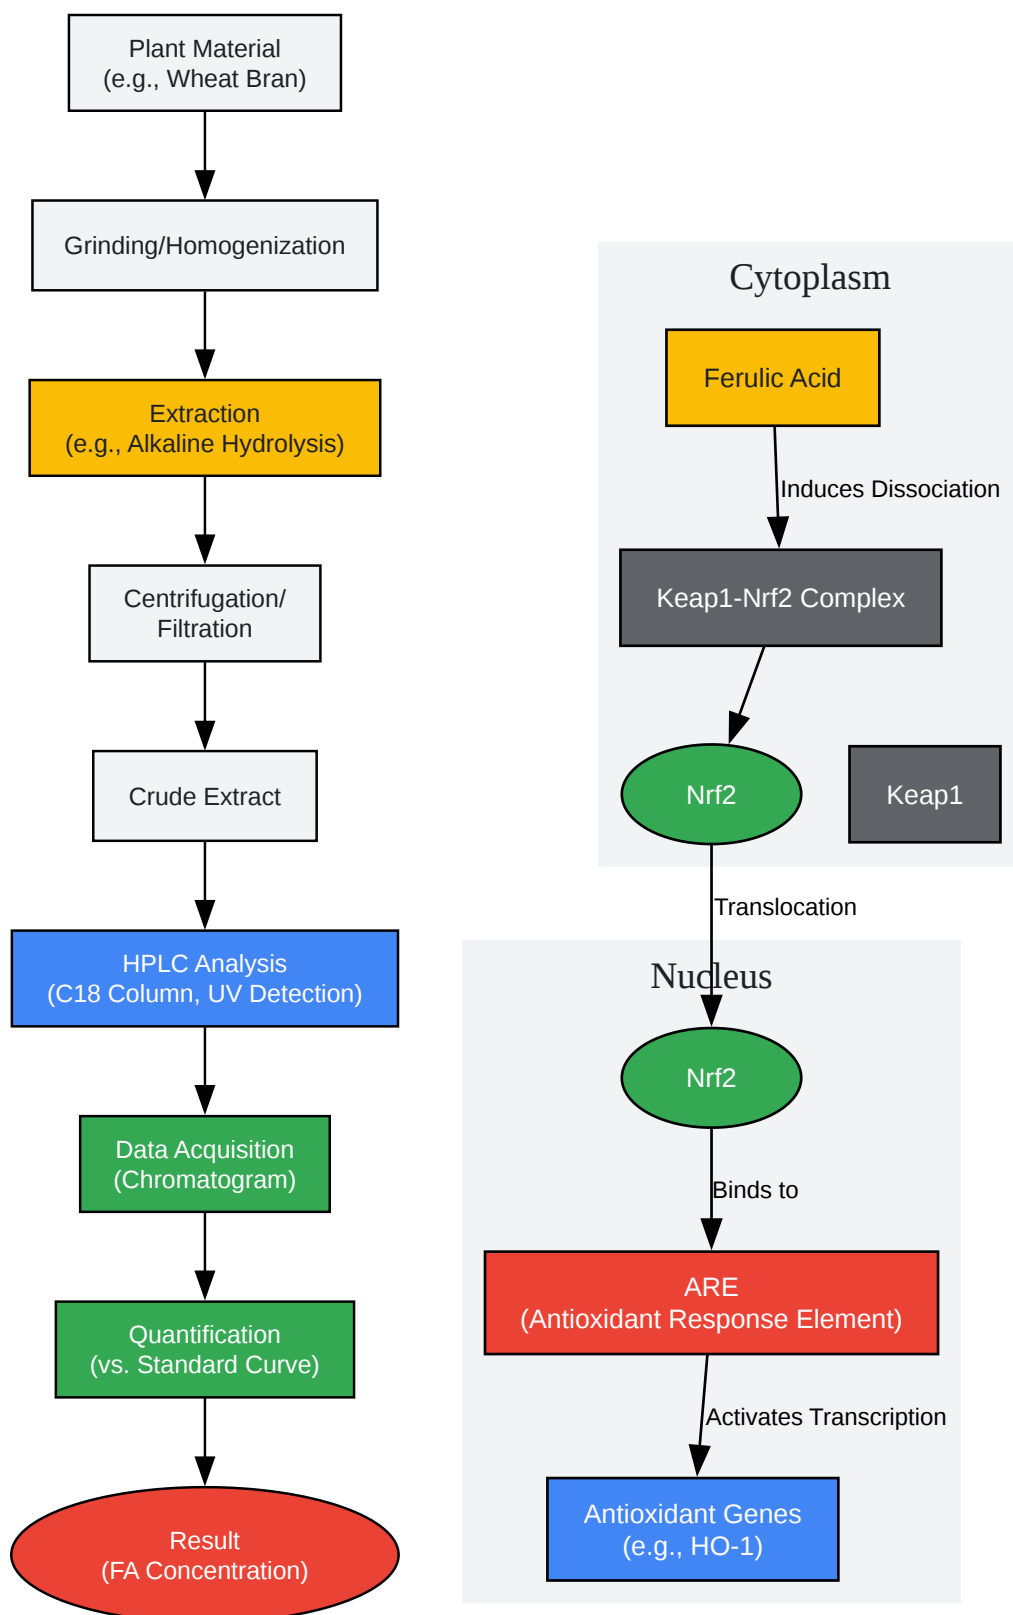 Plant Material
(e.g., Wheat Bran)
Grinding/Homogenization
Extraction
(e.g., Alkaline Hydrolysis)
Centrifugation/
Filtration
Crude Extract
HPLC Analysis
(C18 Column, UV Detection)
Data Acquisition
(Chromatogram)
Quantification
(vs. Standard Curve)
Result
(FA Concentration)
Cytoplasm
Ferulic Acid
Induces Dissociation
Keap1-Nrf2 Complex
Nrf2
Keap1
Translocation
Nucleus
Nrf2
Binds to
ARE
(Antioxidant Response Element)
Activates Transcription
Antioxidant Genes
(e.g., HO-1)